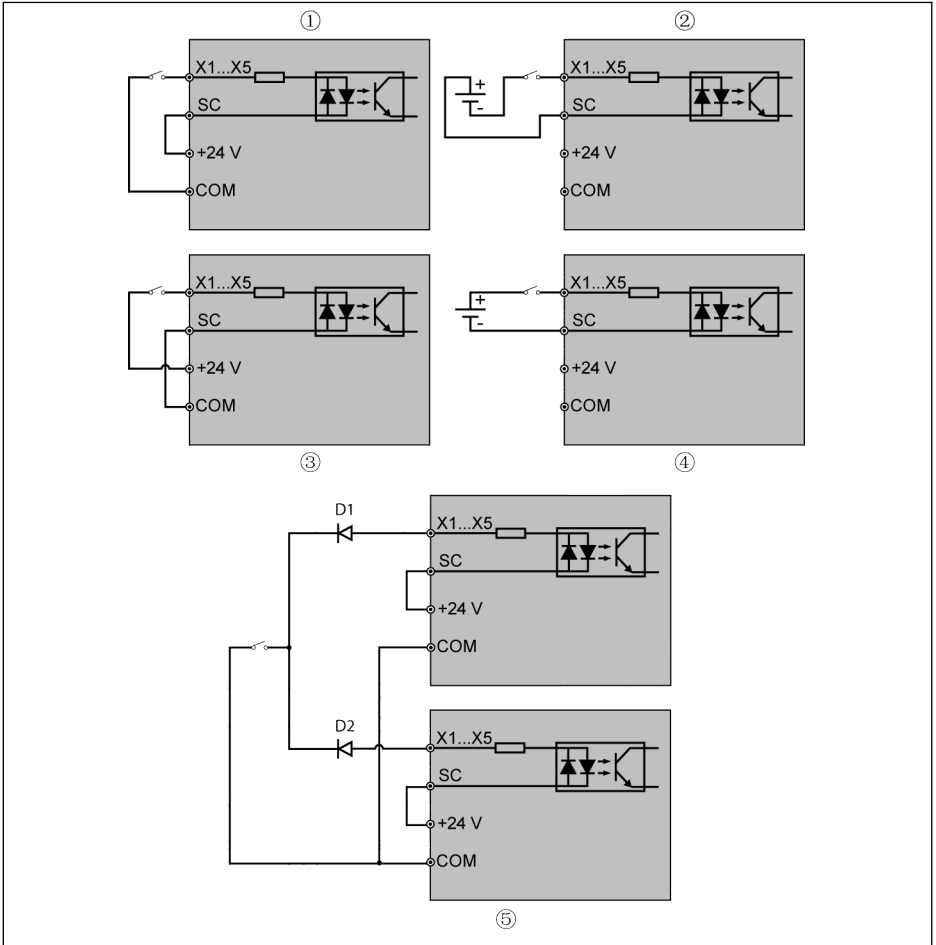 ①
X1...X5
SC
+24 V
COM
②
+
-
X1...X5
SC
+24 V
COM
X1...X5
SC
+24 V
COM
③
+
-
X1...X5
SC
+24 V
COM
④
D1
X1...X5
SC
+24 V
COM
D2
X1...X5
SC
+24 V
COM
⑤